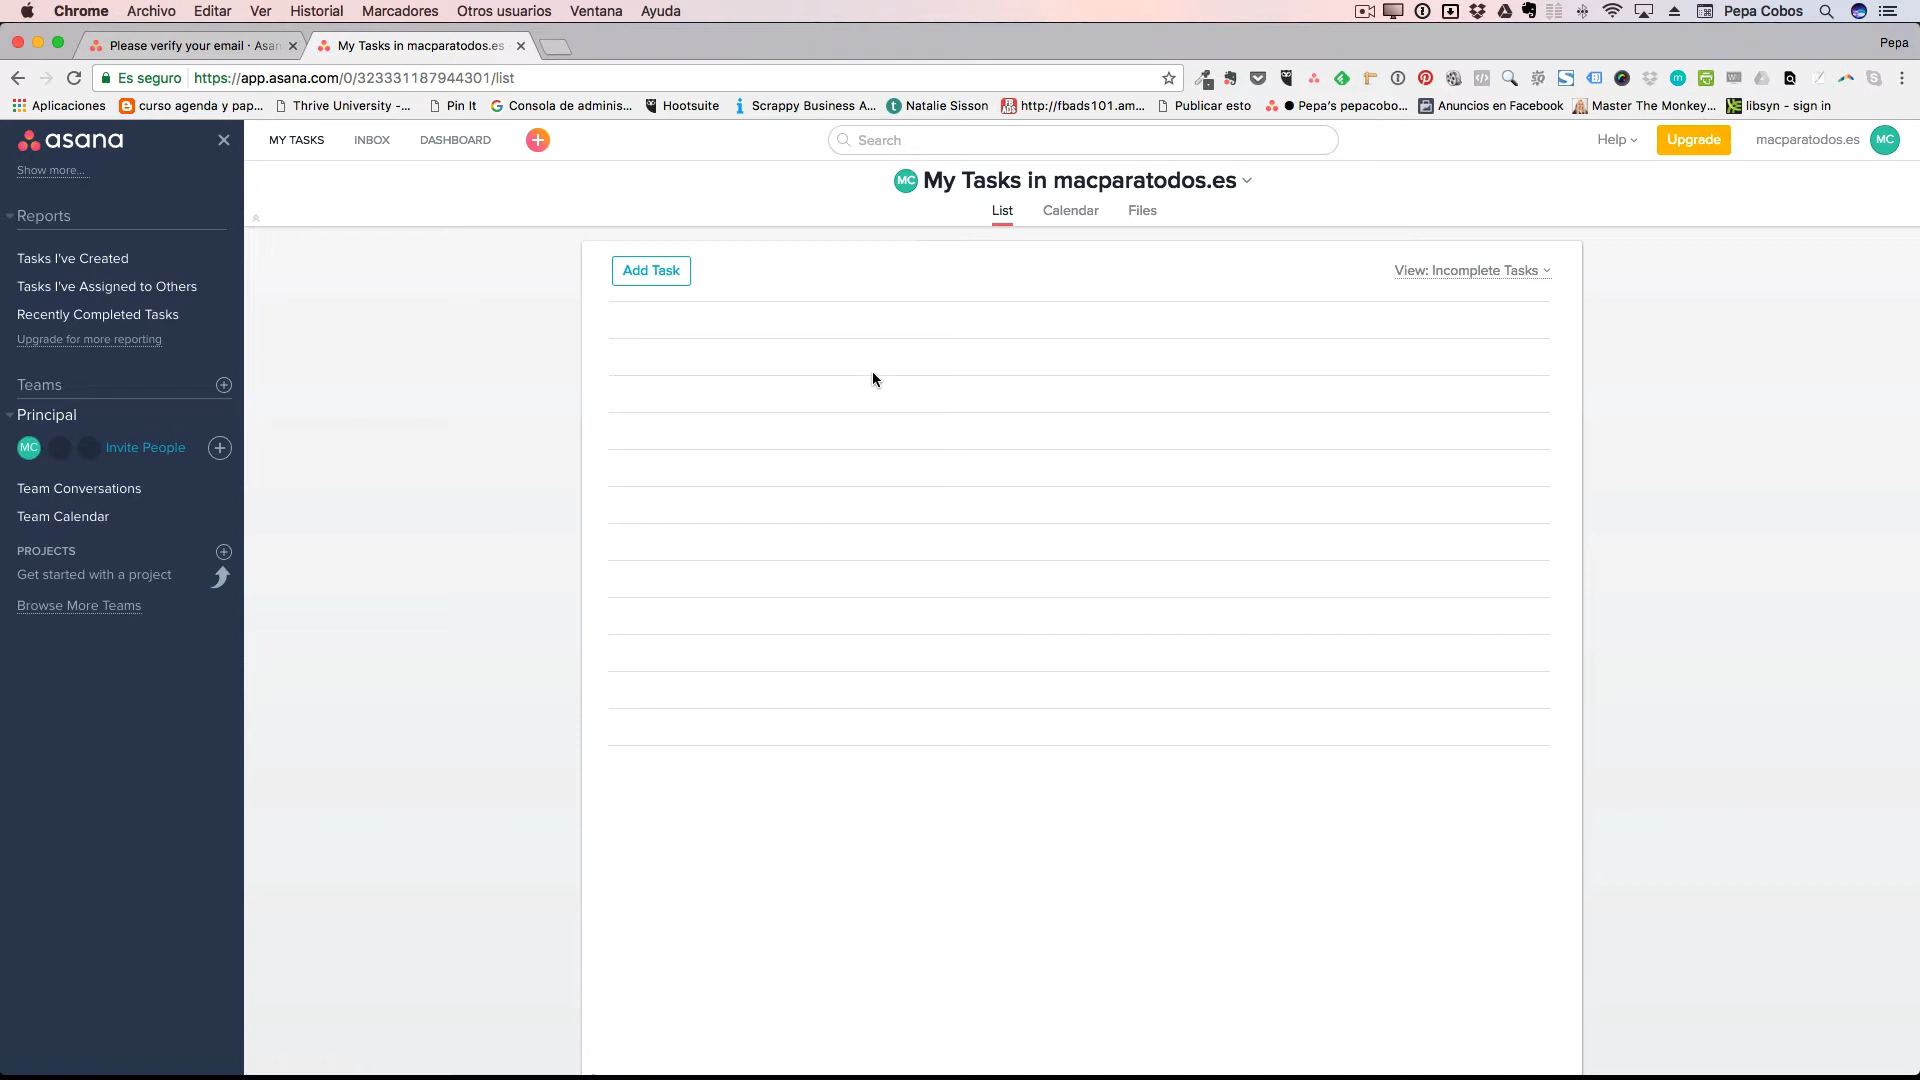 Chrome Archivo Editar Ver Historial Marcadores Otros usuarios Ventana Ayuda Pepa Cobos
Please verify your email · Asan My Tasks in macparatodos.es Pepa
Es seguro https://app.asana.com/0/323331187944301/list
Aplicaciones curso agenda y pap... Thrive University -... Pin It Consola de adminis... Hootsuite Scrappy Business A... Natalie Sisson http://fbads101.am... Publicar esto Pepa's pepacobo... Anuncios en Facebook Master The Monkey... libsyn - sign in
asana MY TASKS INBOX DASHBOARD Search Help Upgrade macparatodos.es MC
Show more...
MC My Tasks in macparatodos.es
List Calendar Files
Reports
Tasks I've Created
Tasks I've Assigned to Others
Recently Completed Tasks
Upgrade for more reporting
Add Task View: Incomplete Tasks
Teams
Principal
MC Invite People
Team Conversations
Team Calendar
PROJECTS
Get started with a project
Browse More Teams